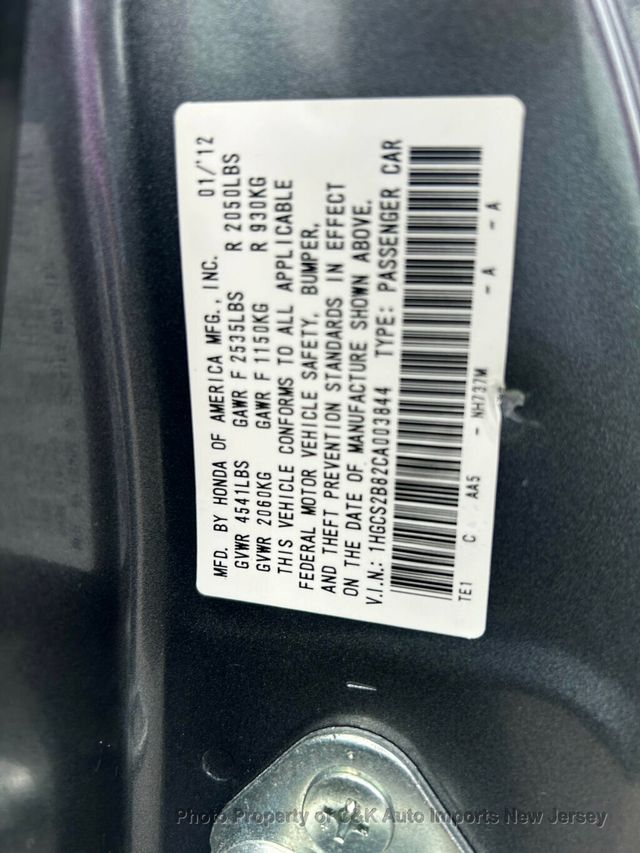 MFD. BY HONDA OF AMERICA MFG., INC. 01/'12
GVWR 4541LBS GAWR F 2535LBS R 2050LBS
GVWR 2060KG GAWR F 1150KG R 930KG
THIS VEHICLE CONFORMS TO ALL APPLICABLE
FEDERAL MOTOR VEHICLE SAFETY, BUMPER,
AND THEFT PREVENTION STANDARDS IN EFFECT
ON THE DATE OF MANUFACTURE SHOWN ABOVE.
V.I.N.: 1HGCS2B82CA003844 TYPE: PASSENGER CAR
TE1 C AA5 - NH737M - A - A
Photo Property of C&K Auto Imports New Jersey